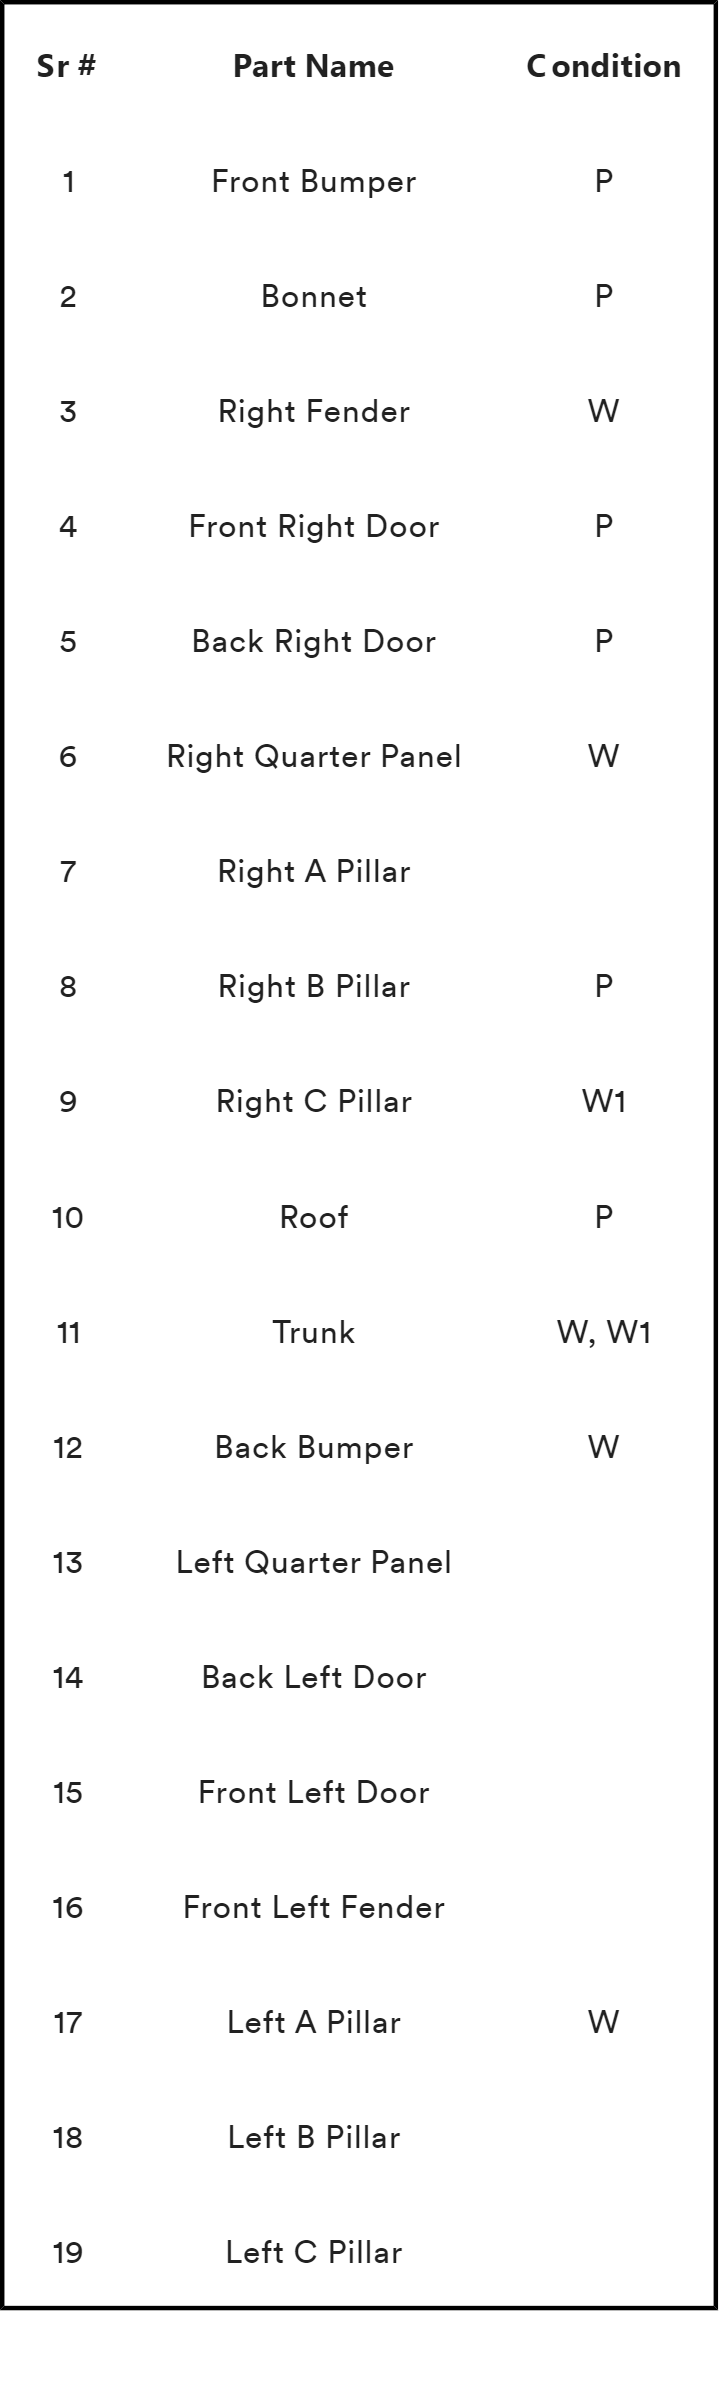 Sr # Part Name Condition
1 Front Bumper P
2 Bonnet P
3 Right Fender W
4 Front Right Door P
5 Back Right Door P
6 Right Quarter Panel W
7 Right A Pillar
8 Right B Pillar P
9 Right C Pillar W1
10 Roof P
11 Trunk W, W1
12 Back Bumper W
13 Left Quarter Panel
14 Back Left Door
15 Front Left Door
16 Front Left Fender
17 Left A Pillar W
18 Left B Pillar
19 Left C Pillar